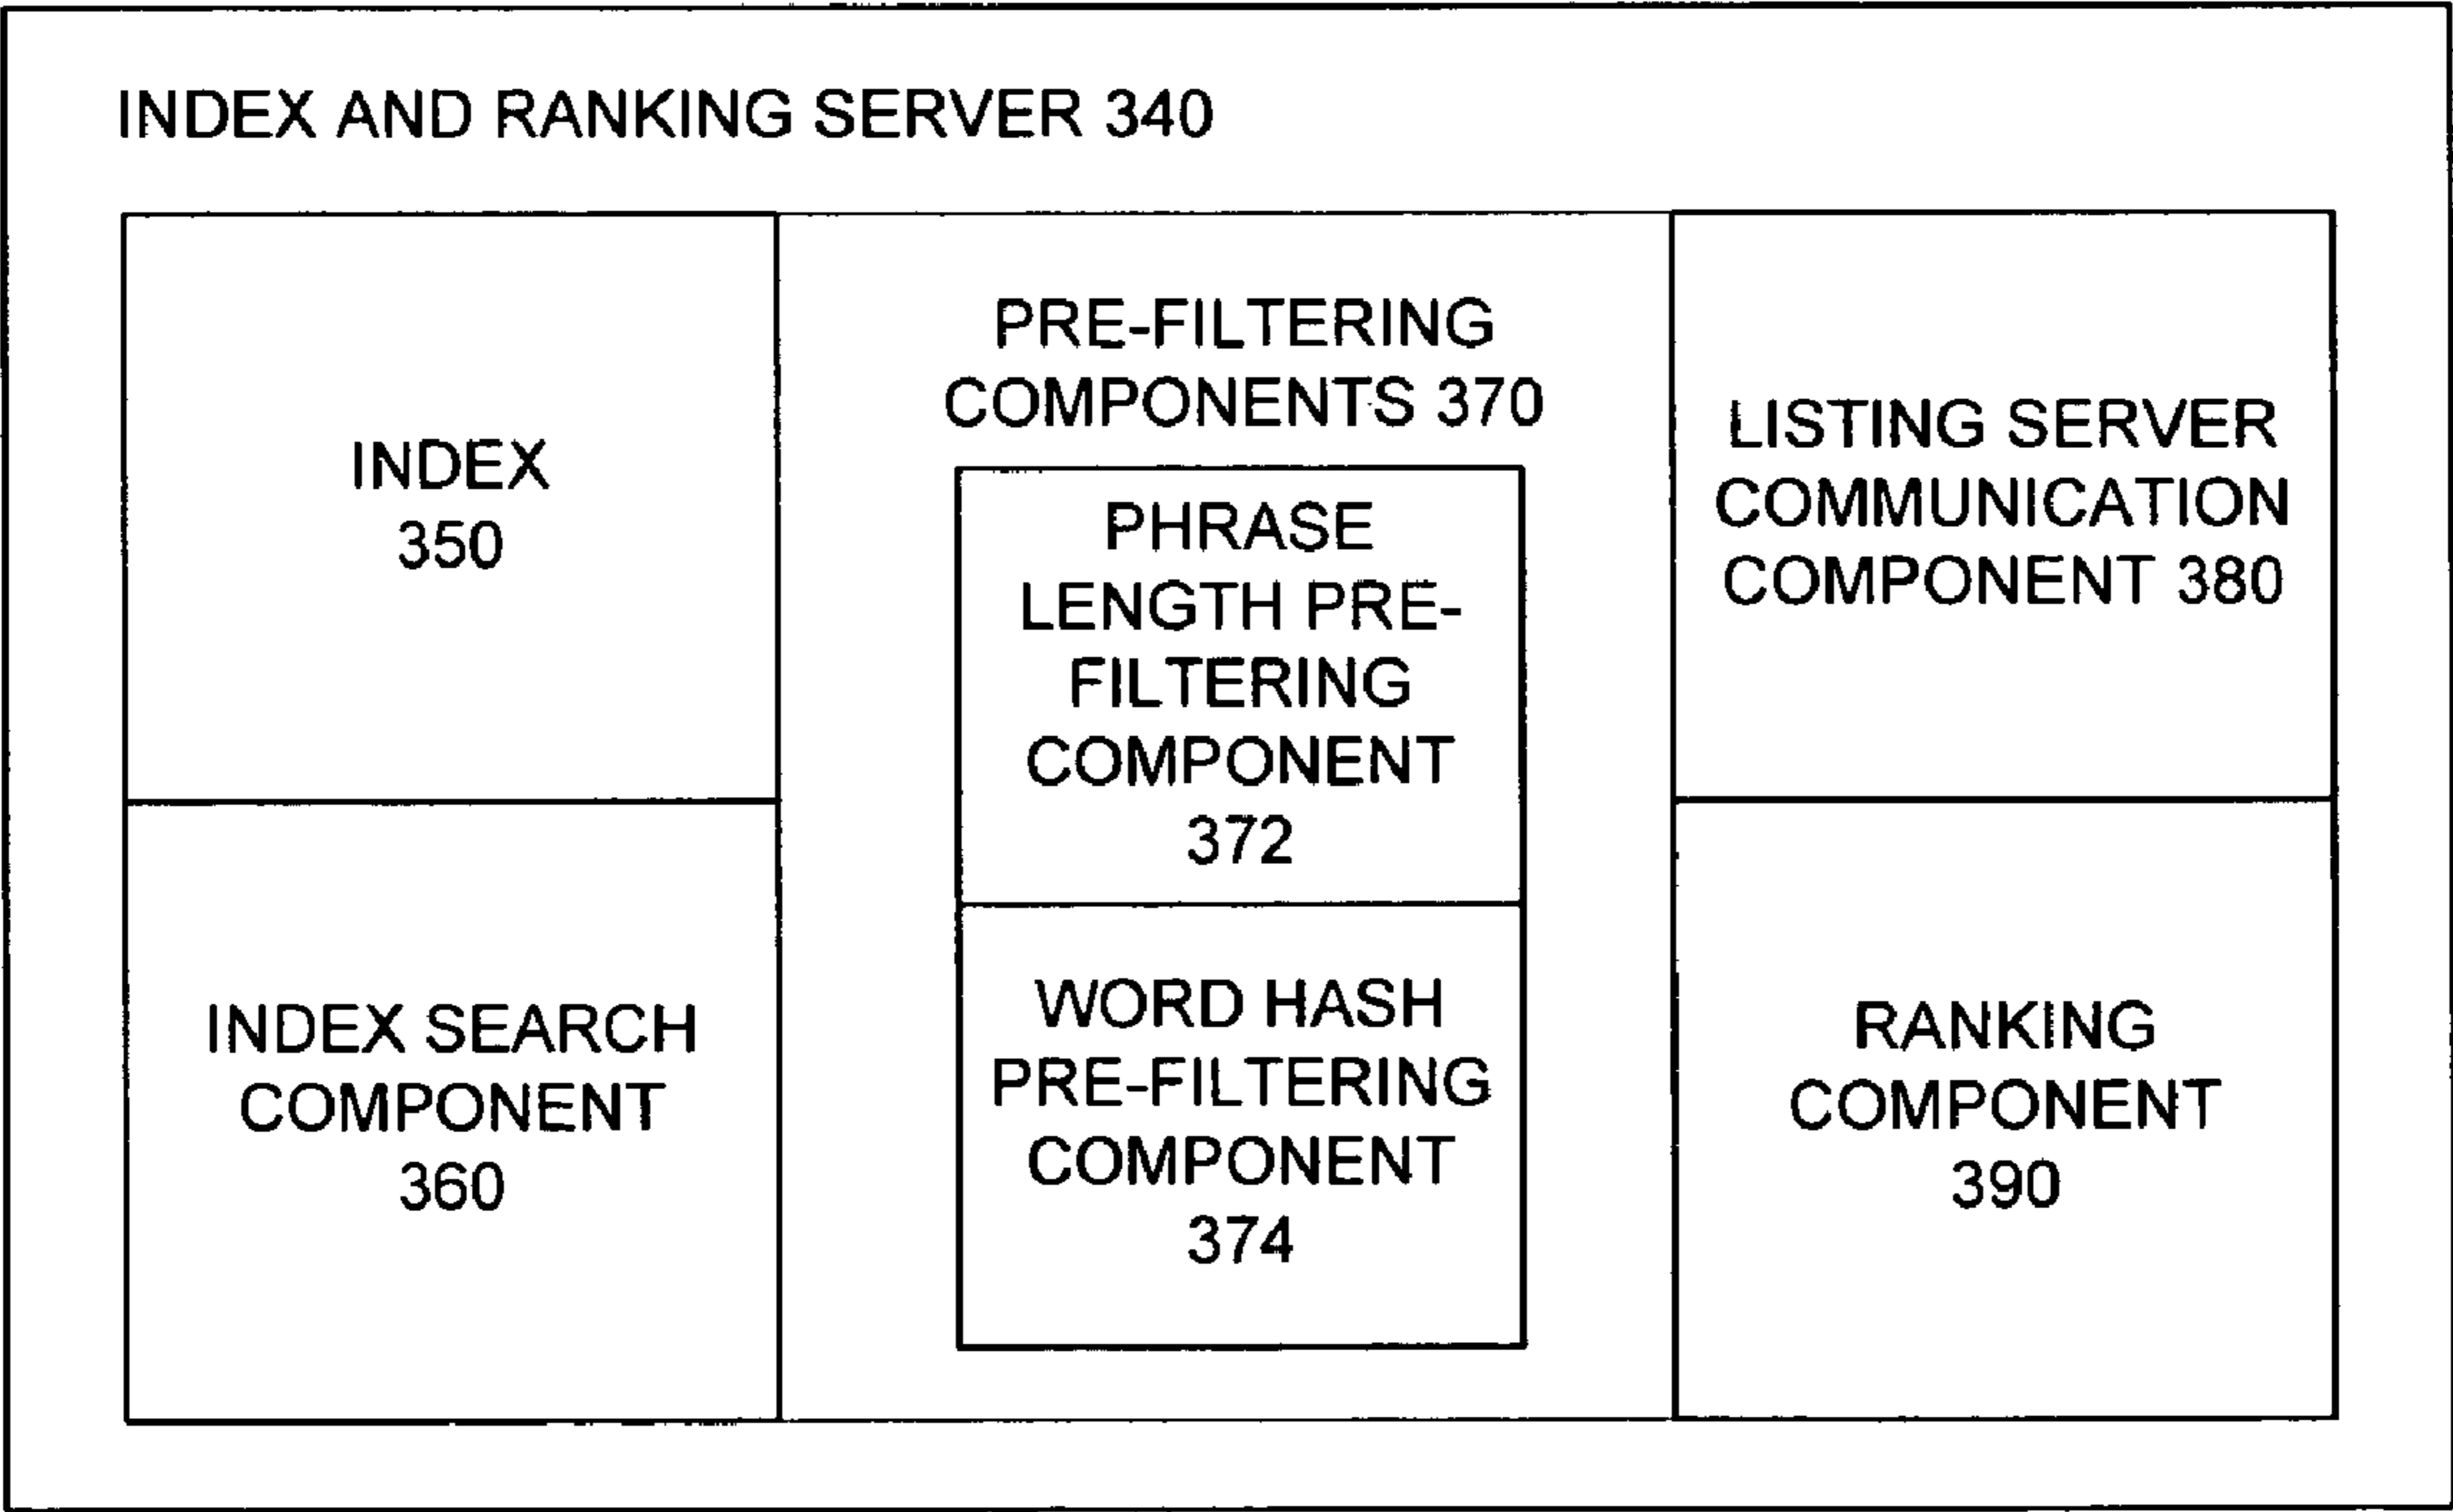 INDEX AND RANKING SERVER 340
INDEX
350
INDEX SEARCH
COMPONENT
360
PRE-FILTERING
COMPONENTS 370
PHRASE
LENGTH PRE-
FILTERING
COMPONENT
372
WORD HASH
PRE-FILTERING
COMPONENT
374
LISTING SERVER
COMMUNICATION
COMPONENT 380
RANKING
COMPONENT
390